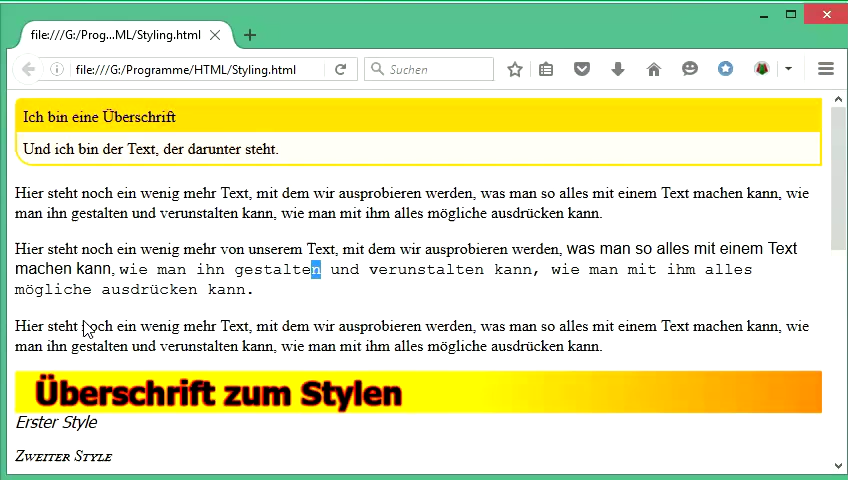 file:///G:/Prog...ML/Styling.html
file:///G:/Programme/HTML/Styling.html
Suchen
Ich bin eine Überschrift
Und ich bin der Text, der darunter steht.
Hier steht noch ein wenig mehr Text, mit dem wir ausprobieren werden, was man so alles mit einem Text machen kann, wie
man ihn gestalten und verunstalten kann, wie man mit ihm alles mögliche ausdrücken kann.
Hier steht noch ein wenig mehr von unserem Text, mit dem wir ausprobieren werden, was man so alles mit einem Text
machen kann, wie man ihn gestalten und verunstalten kann, wie man mit ihm alles
mögliche ausdrücken kann.
Hier steht noch ein wenig mehr Text, mit dem wir ausprobieren werden, was man so alles mit einem Text machen kann, wie
man ihn gestalten und verunstalten kann, wie man mit ihm alles mögliche ausdrücken kann.
Überschrift zum Stylen
Erster Style
Zweiter Style